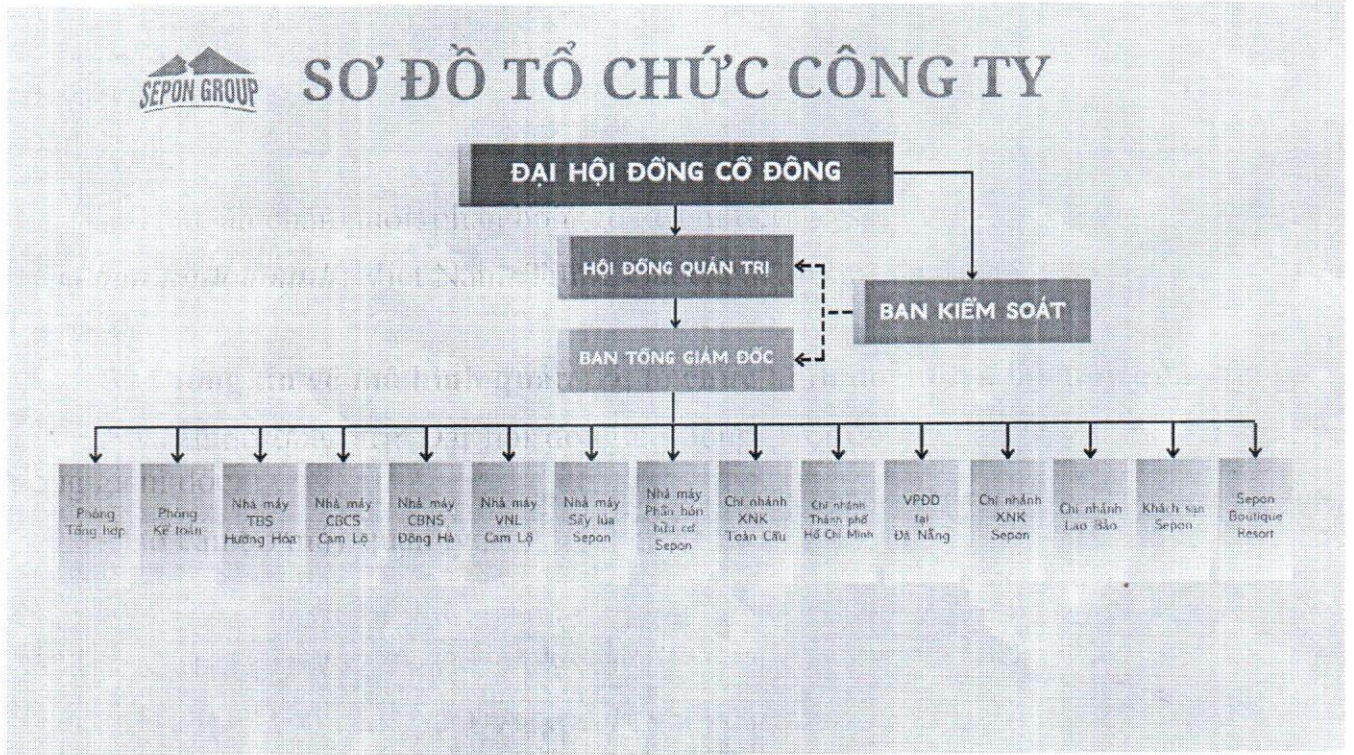 SEPON GROUP
SƠ ĐỒ TỔ CHỨC CÔNG TY
ĐẠI HỘI ĐỒNG CỔ ĐÔNG
HỘI ĐỒNG QUẢN TRỊ
BAN KIỂM SOÁT
BAN TỔNG GIÁM ĐỐC
Phòng
Tổng hợp
Phòng
Kế toán
Nhà máy
TBS
Hướng Hóa
Nhà máy
CBCS
Cam Lộ
Nhà máy
CBNS
Đông Hà
Nhà máy
VNL
Cam Lộ
Nhà máy
Sấy lúa
Sepon
Nhà máy
Phân bón
hữu cơ
Sepon
Chi nhánh
XNK
Toàn Cầu
Chi nhánh
Thành phố
Hồ Chí Minh
VPDD
tại
Đà Nẵng
Chi nhánh
XNK
Sepon
Chi nhánh
Lao Bảo
Khách sạn
Sepon
Sepon
Boutique
Resort